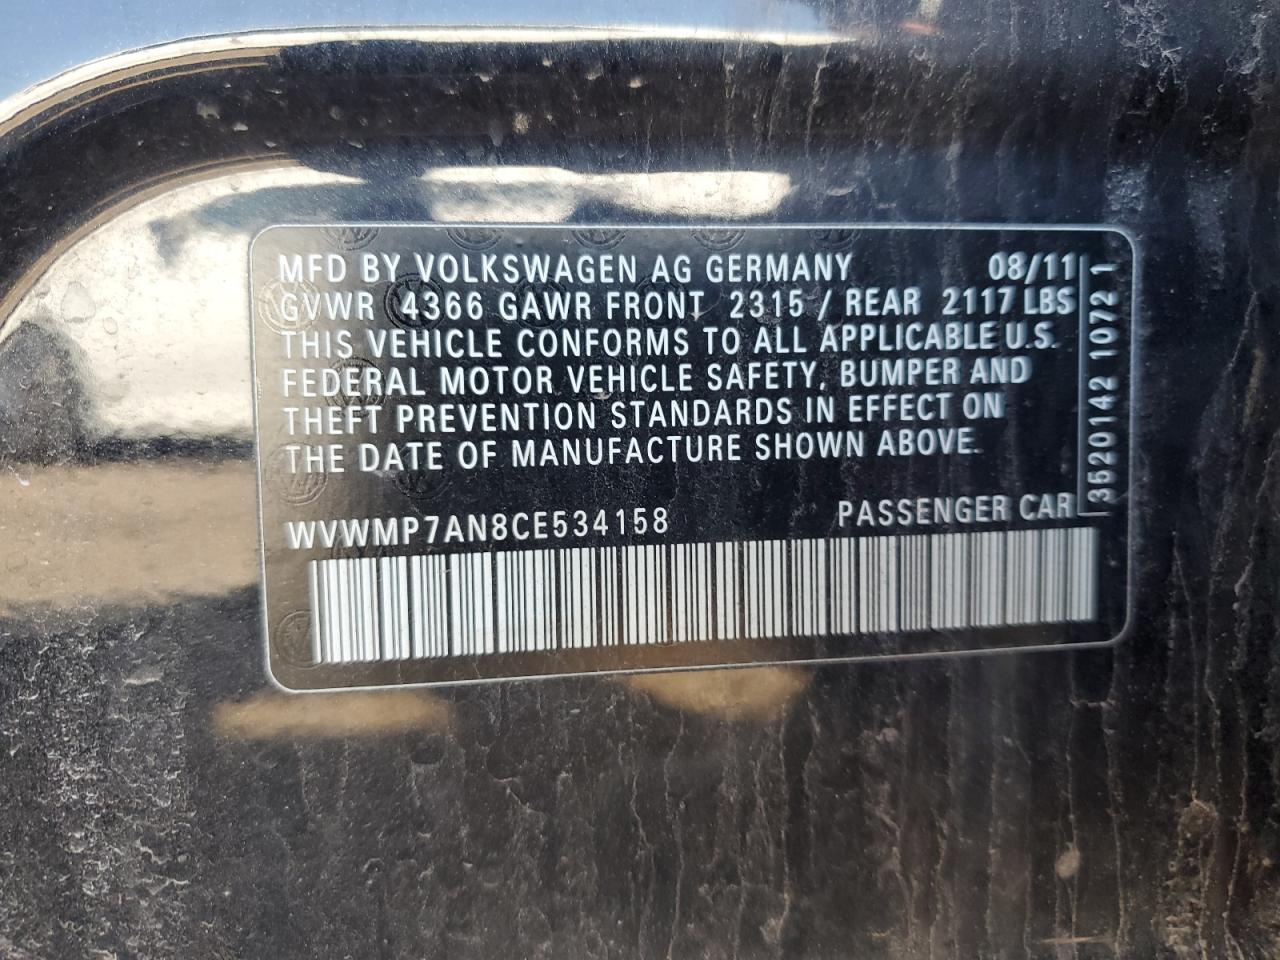 MFD BY VOLKSWAGEN AG GERMANY 08/11
GVWR 4366 GAWR FRONT 2315 / REAR 2117 LBS
THIS VEHICLE CONFORMS TO ALL APPLICABLE U.S.
FEDERAL MOTOR VEHICLE SAFETY, BUMPER AND
THEFT PREVENTION STANDARDS IN EFFECT ON
THE DATE OF MANUFACTURE SHOWN ABOVE.
WVWMP7AN8CE534158 PASSENGER CAR
3520142 1072 1